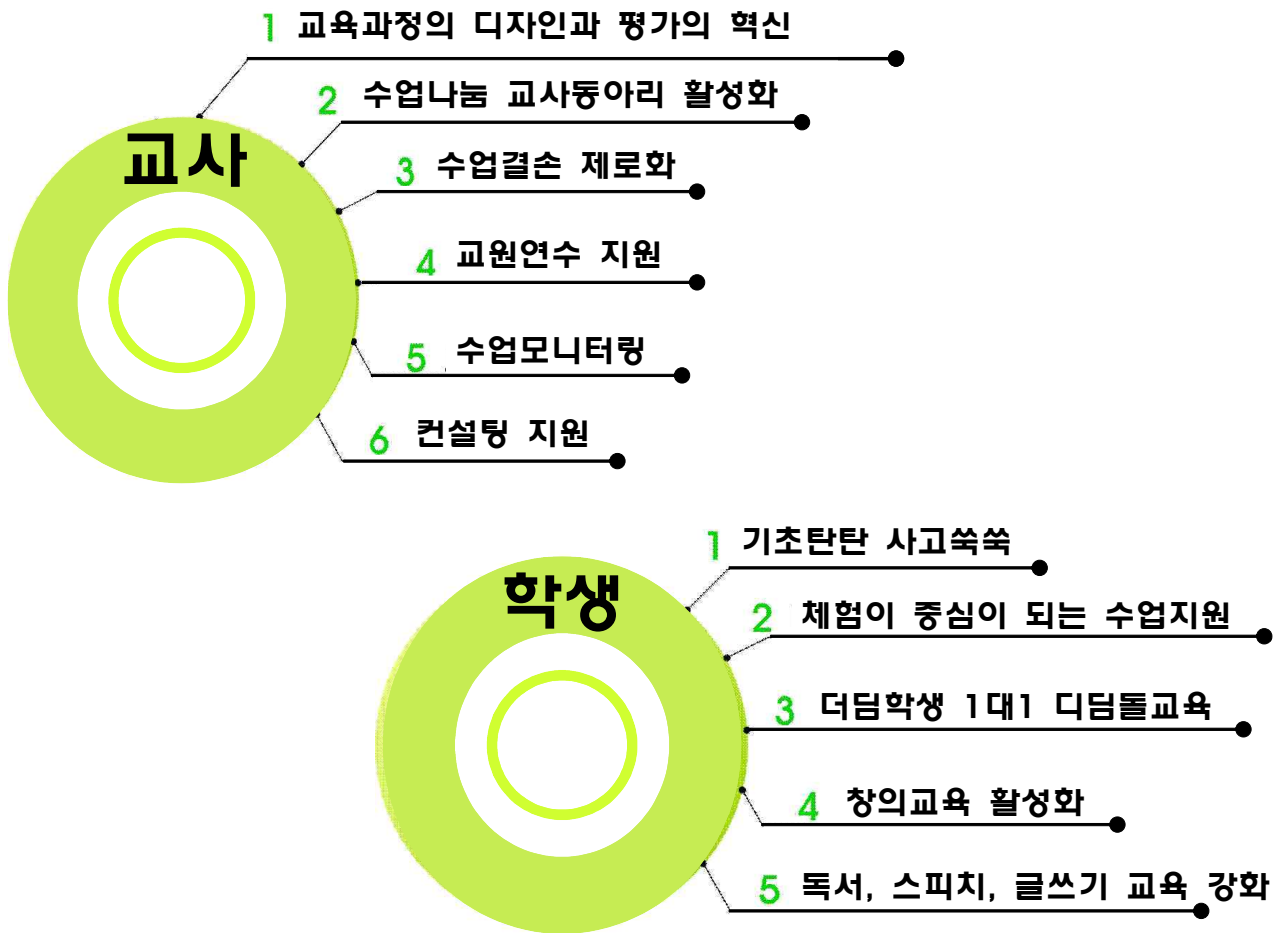 교사
1 교육과정의 디자인과 평가의 혁신
2 수업나눔 교사동아리 활성화
3 수업결손 제로화
4 교원연수 지원
5 수업모니터링
6 컨설팅 지원
학생
1 기초탄탄 사고쑥쑥
2 체험이 중심이 되는 수업지원
3 더딤학생 1대1 디딤돌교육
4 창의교육 활성화
5 독서, 스피치, 글쓰기 교육 강화